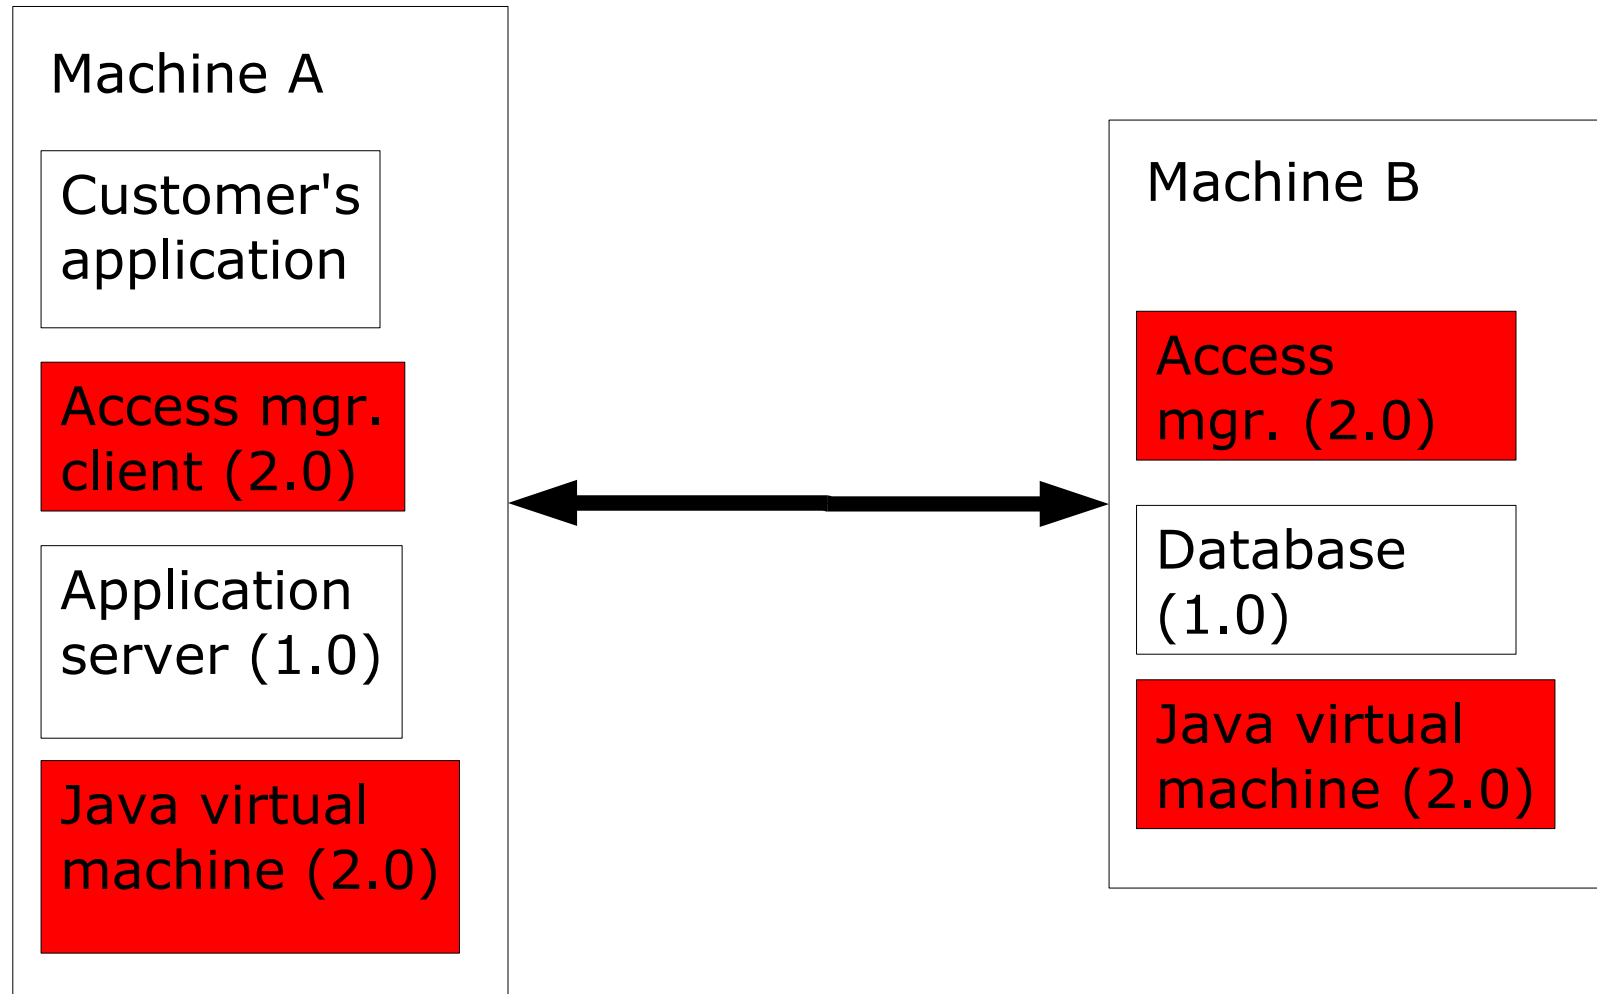 Machine A
Customer's
application
Access mgr.
client (2.0)
Application
server (1.0)
Java virtual
machine (2.0)
Machine B
Access
mgr. (2.0)
Database
(1.0)
Java virtual
machine (2.0)